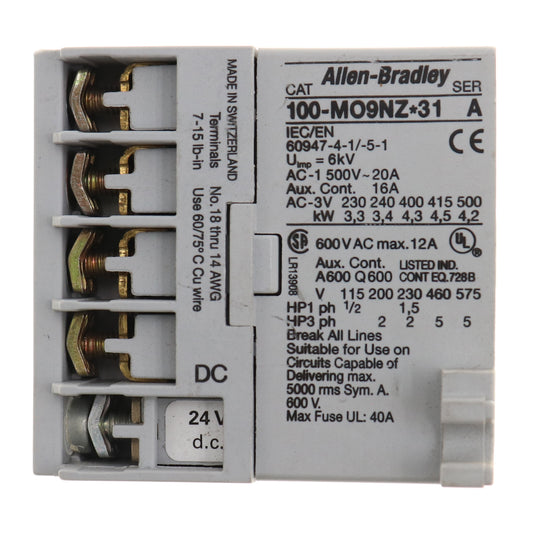 MADE IN SWITZERLAND
Terminals
7-15 lb-in
No. 18 thru 14 AWG
Use 60/75°C Cu wire
DC
24 V
d.c.
Allen-Bradley
CAT SER
100-MO9NZ*31 A
IEC/EN
60947-4-1/-5-1
Uimp = 6kV
CE
AC-1 500V~ 20A
Aux. Cont. 16A
AC-3V 230 240 400 415 500
kW 3,3 3,4 4,3 4,5 4,2
SA 600VAC max.12A UL
LR13908
Aux. Cont. LISTED IND.
A600 Q600 CONT EQ.728B
V 115 200 230 460 575
HP1 ph 1/2 1,5
HP3 ph 2 2 5 5
Break All Lines
Suitable for Use on
Circuits Capable of
Delivering max.
5000 rms Sym. A.
600 V.
Max Fuse UL: 40A